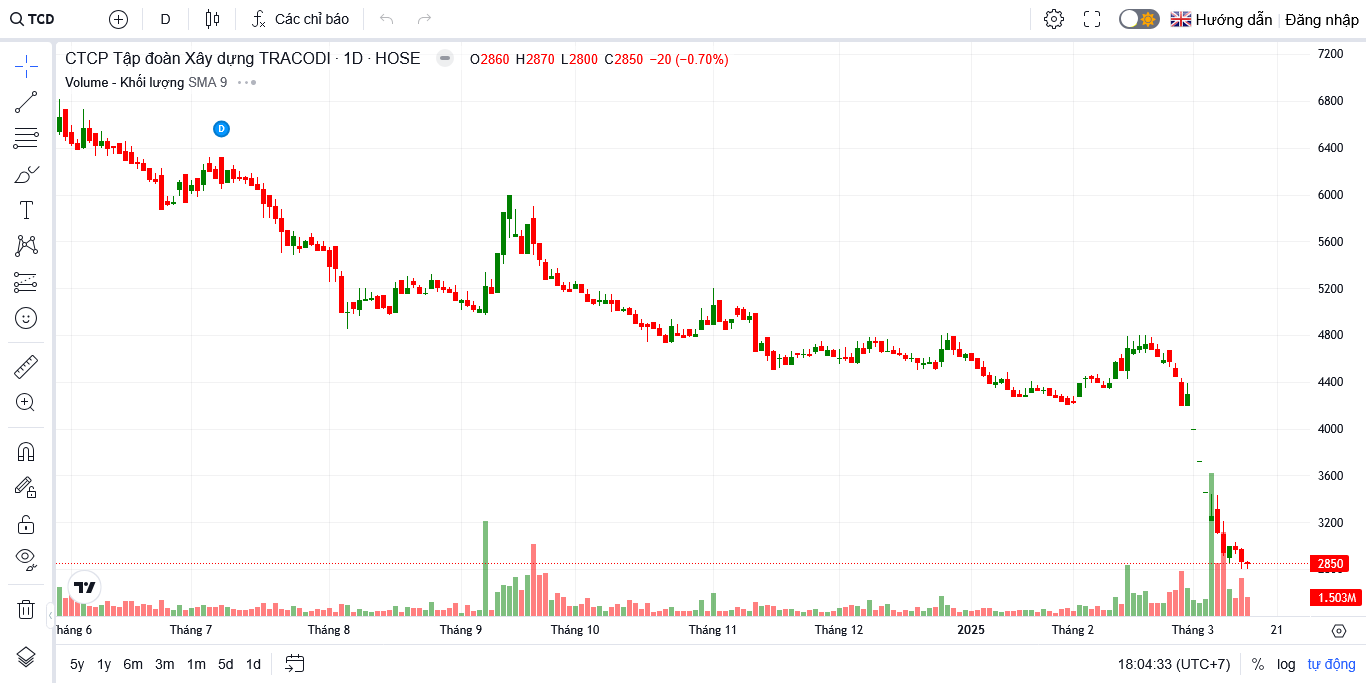 TCD D Các chỉ báo Hướng dẫn Đăng nhập
CTCP Tập đoàn Xây dựng TRACODI · 1D · HOSE O2860 H2870 L2800 C2850 −20 (−0.70%)
Volume - Khối lượng SMA 9
D
7200
6800
6400
6000
5600
5200
4800
4400
4000
3600
3200
2850
1.503M
háng 6 Tháng 7 Tháng 8 Tháng 9 Tháng 10 Tháng 11 Tháng 12 2025 Tháng 2 Tháng 3 21
5y 1y 6m 3m 1m 5d 1d 18:04:33 (UTC+7) % log tự động